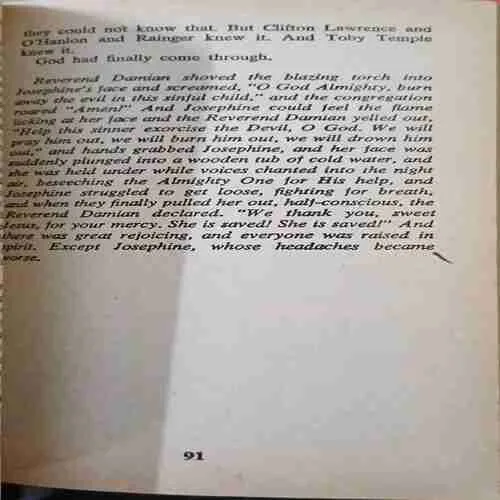 they could not know that. But Clifton Lawrence and
O'Hanlon and Rainger knew it. And Toby Temple
knew it.
God had finally come through.
Reverend Damian shoved the blazing torch into
Josephine's face and screamed, "O God Almighty, burn
away the evil in this sinful child," and the congregation
roared "Amen!" And Josephine could feel the flame
licking at her face and the Reverend Damian yelled out,
"Help this sinner exorcise the Devil, O God. We will
pray him out, we will burn him out, we will drown him
out," and hands grabbed Josephine, and her face was
suddenly plunged into a wooden tub of cold water, and
she was held under while voices chanted into the night
air, beseeching the Almighty One for His help, and
Josephine struggled to get loose, fighting for breath,
and when they finally pulled her out, half-conscious, the
Reverend Damian declared. "We thank you, sweet
Jesus, for your mercy. She is saved! She is saved!" And
there was great rejoicing, and everyone was raised in
spirit. Except Josephine, whose headaches became
worse.
91